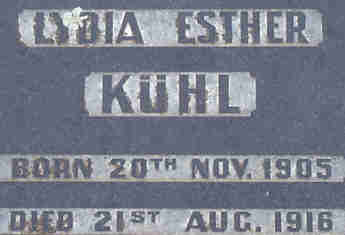 LYDIA ESTHER
KÜHL
BORN 20TH NOV. 1905
DIED 21ST AUG. 1916